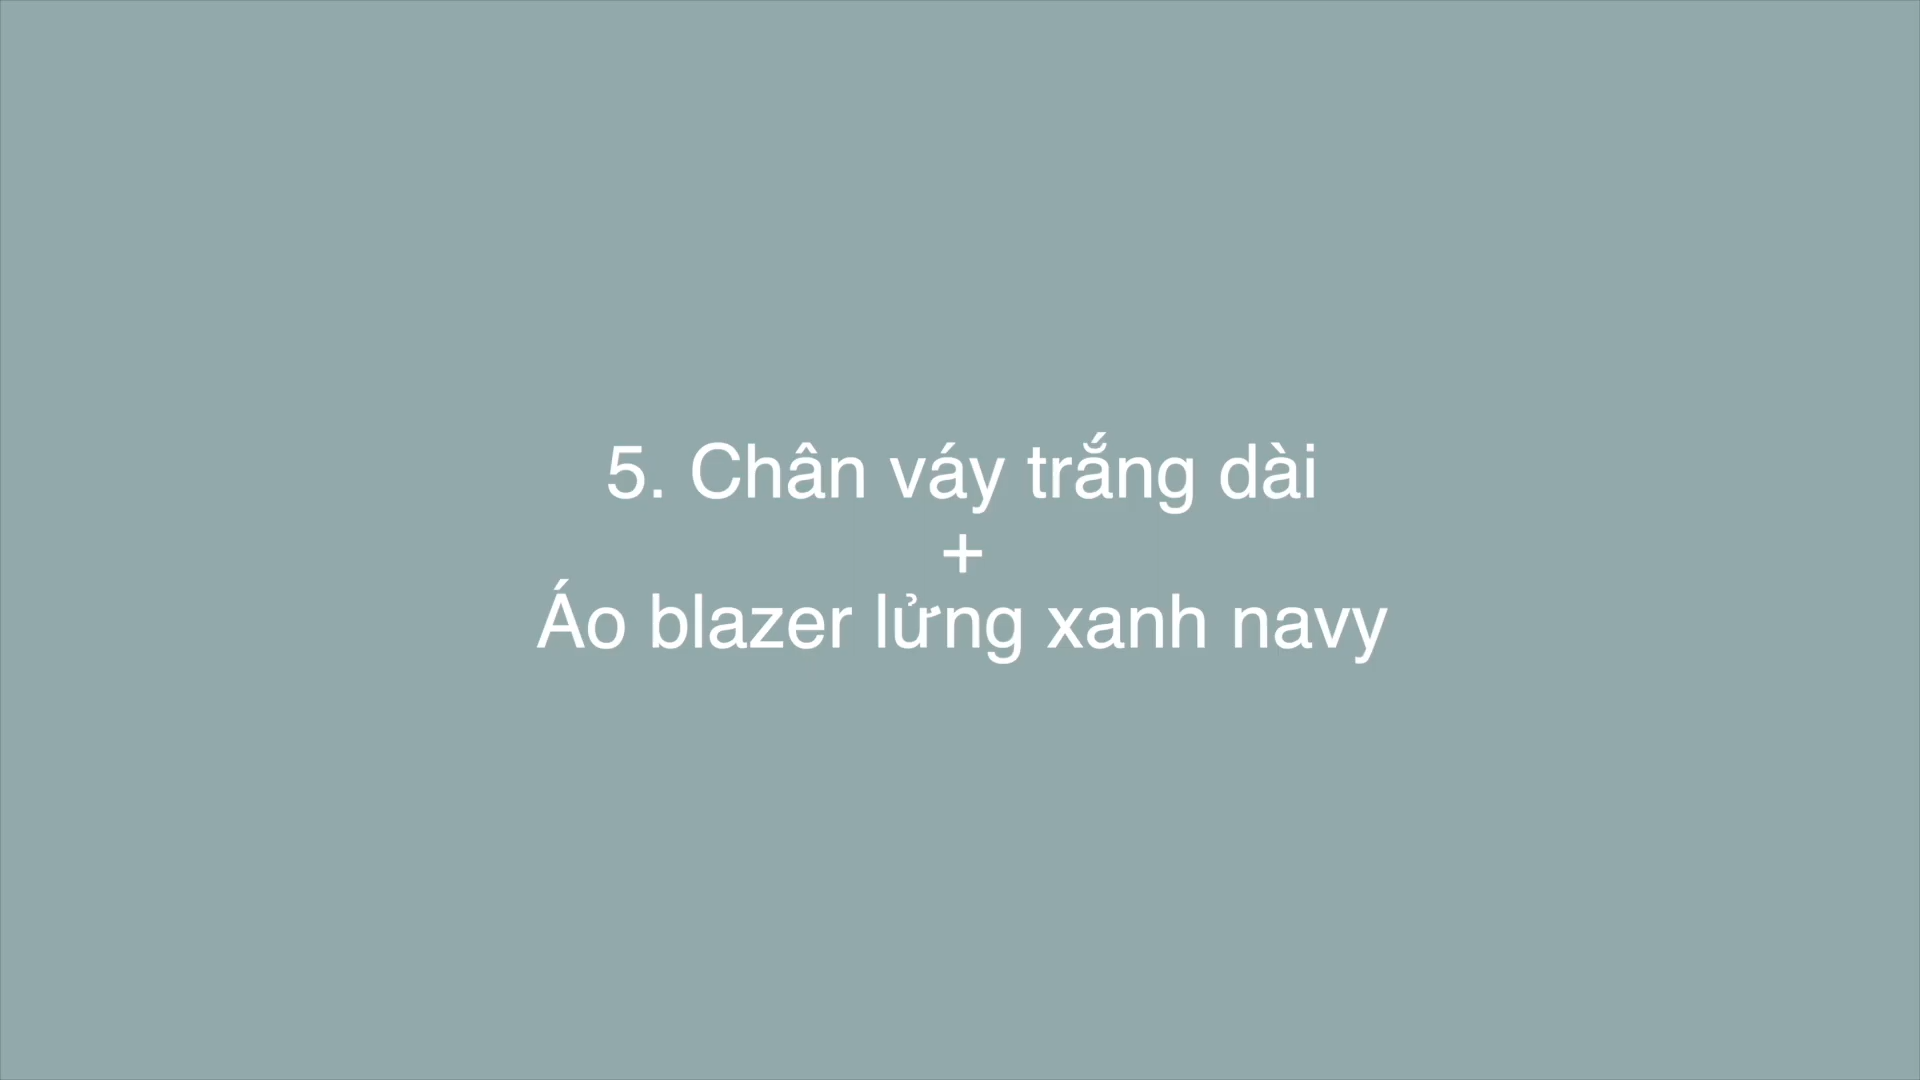 5. Chân váy trắng dài
+
Áo blazer lửng xanh navy